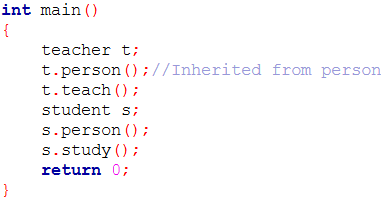 int main()
{
    teacher t;
    t.person();//Inherited from person
    t.teach();
    student s;
    s.person();
    s.study();
    return 0;
}